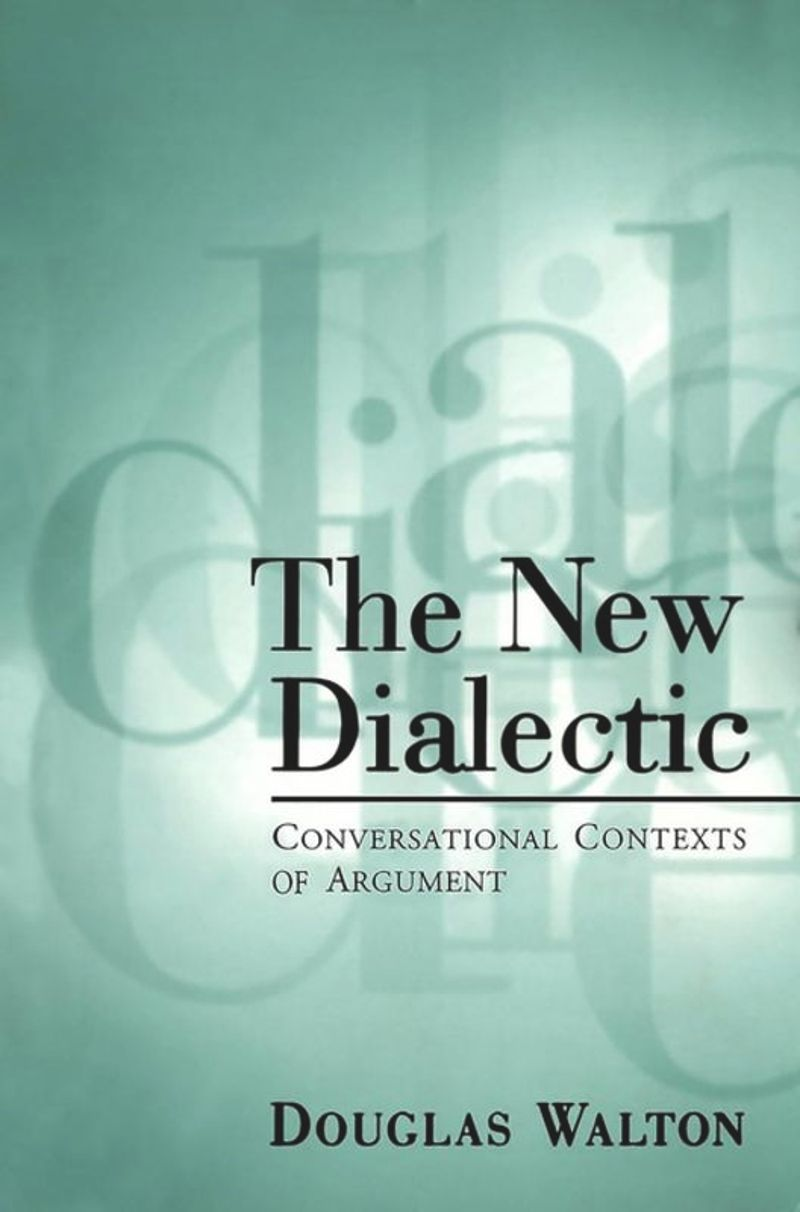 The New
Dialectic
CONVERSATIONAL CONTEXTS
OF ARGUMENT
DOUGLAS WALTON